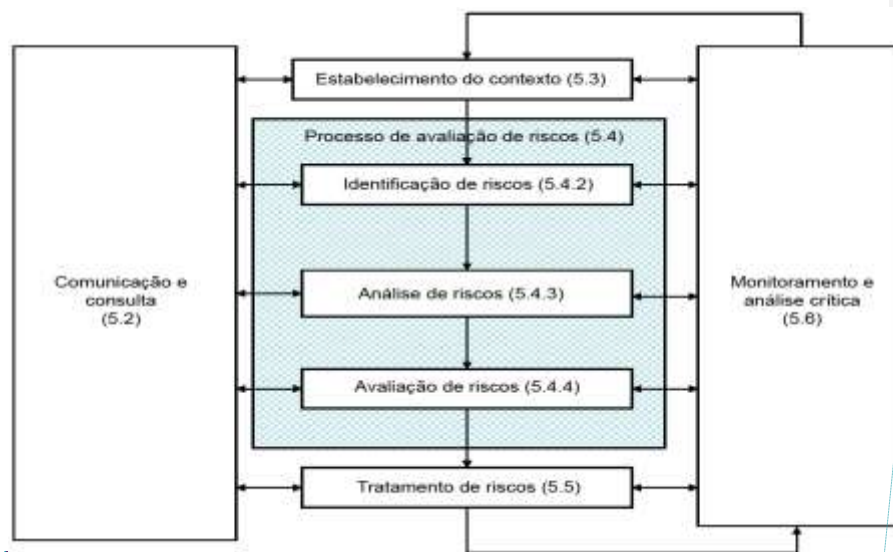 Estabelecimento do contexto (5.3)
Processo de avaliação de riscos (5.4)
Identificação de riscos (5.4.2)
Comunicação e
consulta
(5.2)
Análise de riscos (5.4.3)
Monitoramento e
análise crítica
(5.6)
Avaliação de riscos (5.4.4)
Tratamento de riscos (5.5)